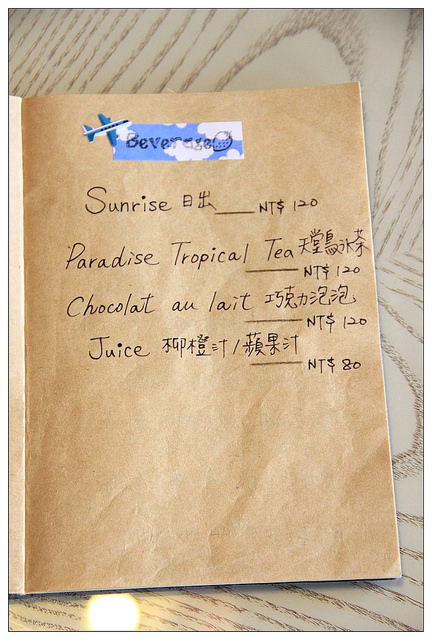 Beverage
Sunrise 日出 NT$ 120
Paradise Tropical Tea 天堂鳥冰茶
NT$ 120
Chocolat au lait 巧克力泡泡
NT$ 120
Juice 柳橙汁/蘋果汁
NT$ 80